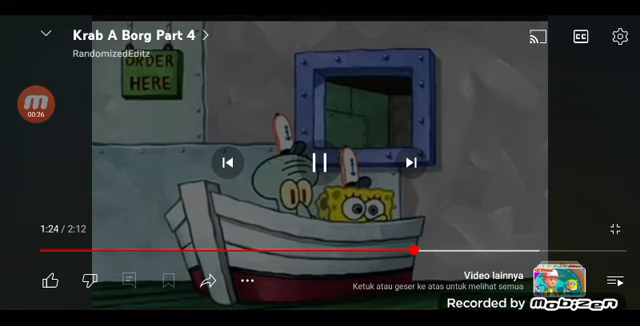 Krab A Borg Part 4
RandomizedEditz
CC
ORDER
HERE
00:26
1:24 / 2:12
Video lainnya
Ketuk atau geser ke atas untuk melihat semua
Recorded by Mobizen